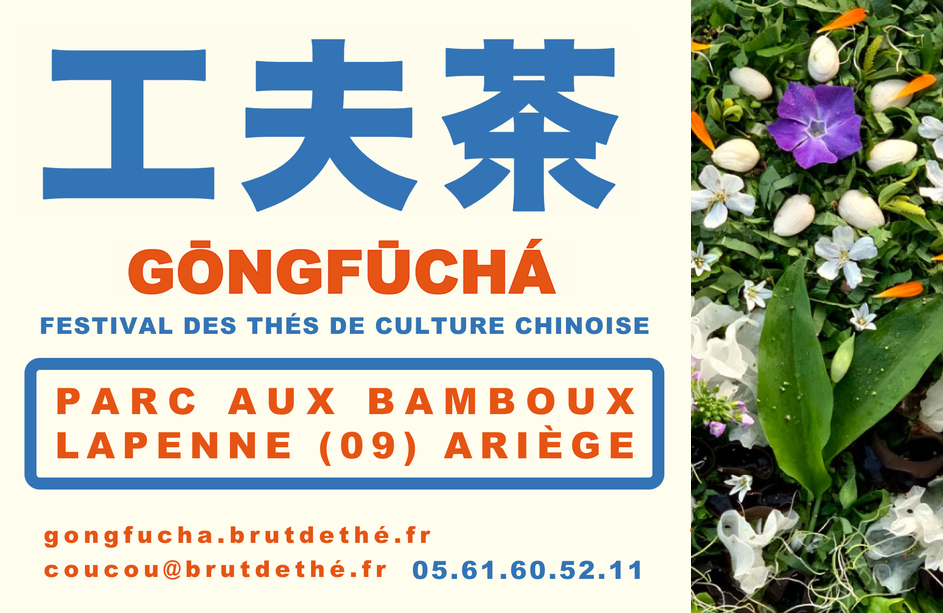 工夫茶
GŌNGFŪCHÁ
FESTIVAL DES THÉS DE CULTURE CHINOISE
PARC AUX BAMBOUX
LAPENNE (09) ARIÈGE
gongfucha.brutdethé.fr
coucou@brutdethé.fr 05.61.60.52.11